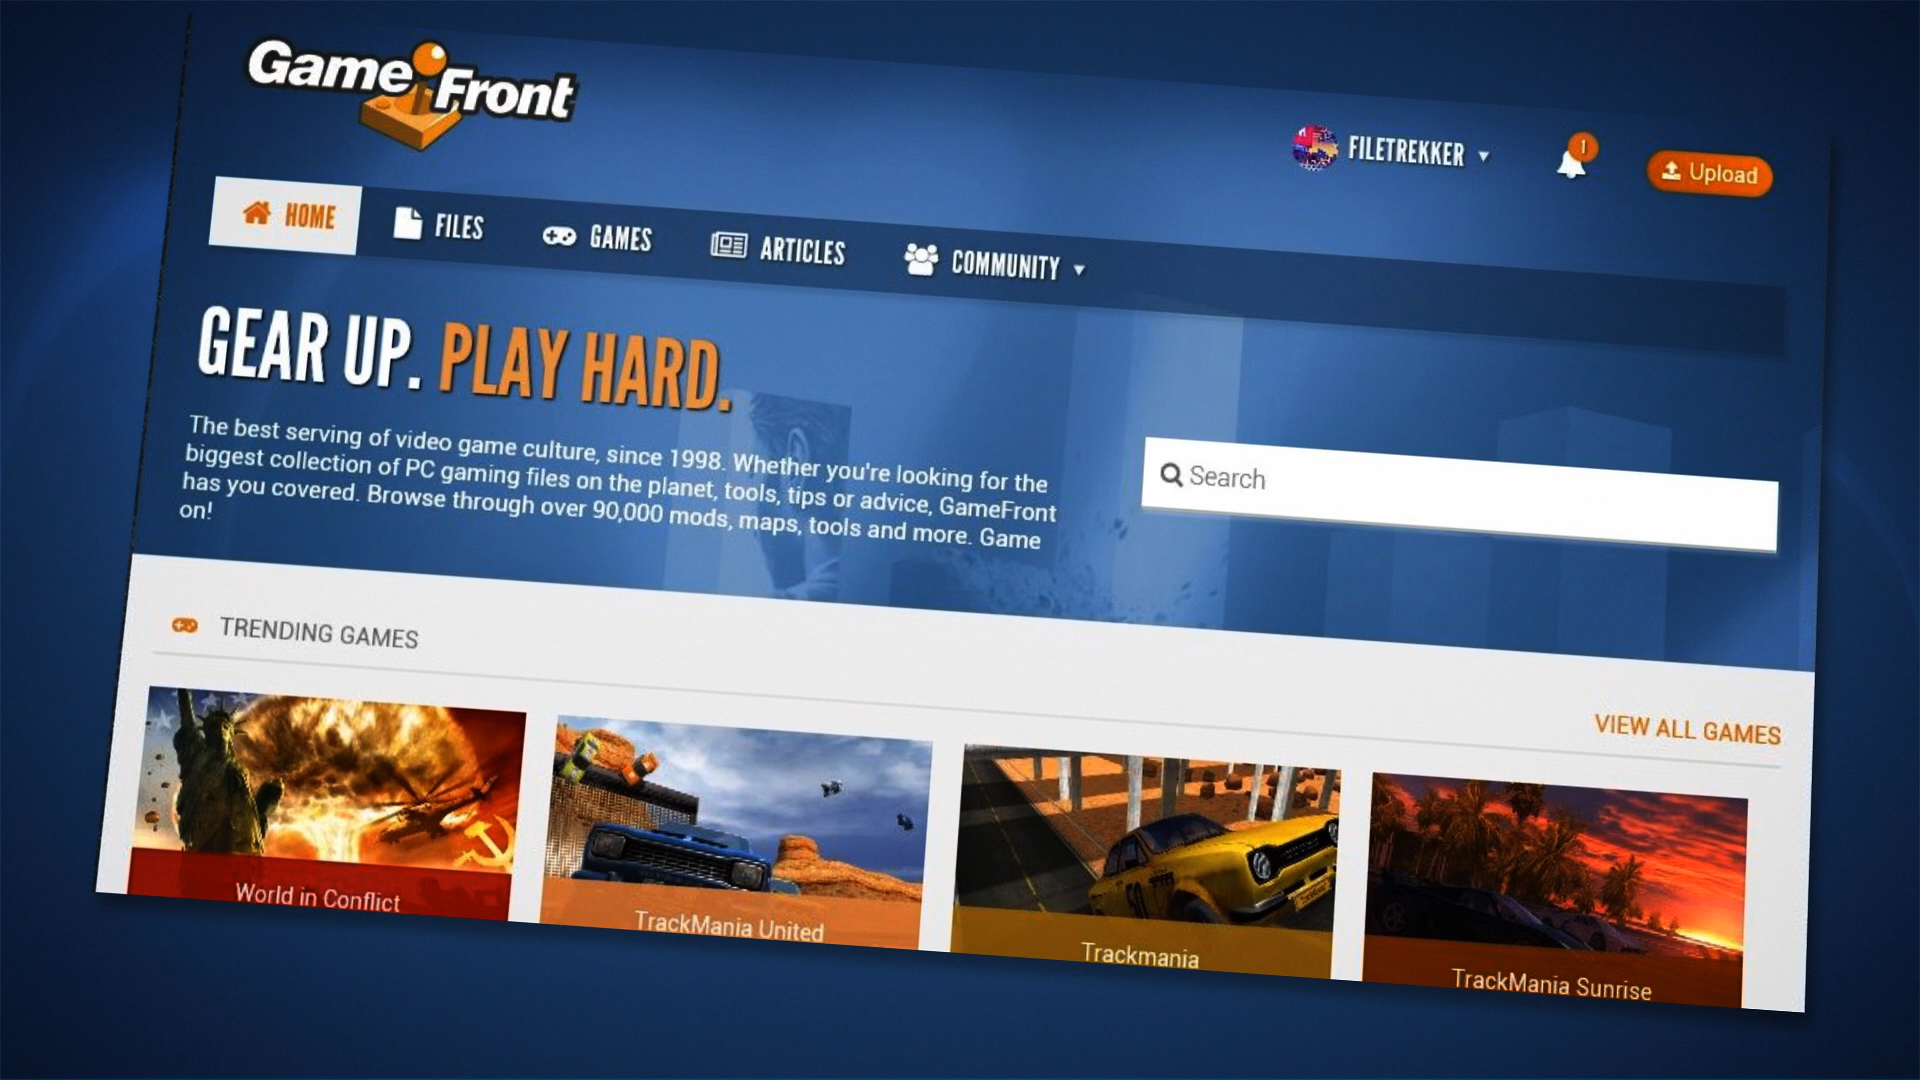 Game Front
FILETREKKER
1
Upload
HOME
FILES
GAMES
ARTICLES
COMMUNITY
GEAR UP. PLAY HARD.
The best serving of video game culture, since 1998. Whether you're looking for the
biggest collection of PC gaming files on the planet, tools, tips or advice, GameFront
has you covered. Browse through over 90,000 mods, maps, tools and more. Game
on!
Search
TRENDING GAMES
VIEW ALL GAMES
World in Conflict
TrackMania United
Trackmania
TrackMania Sunrise